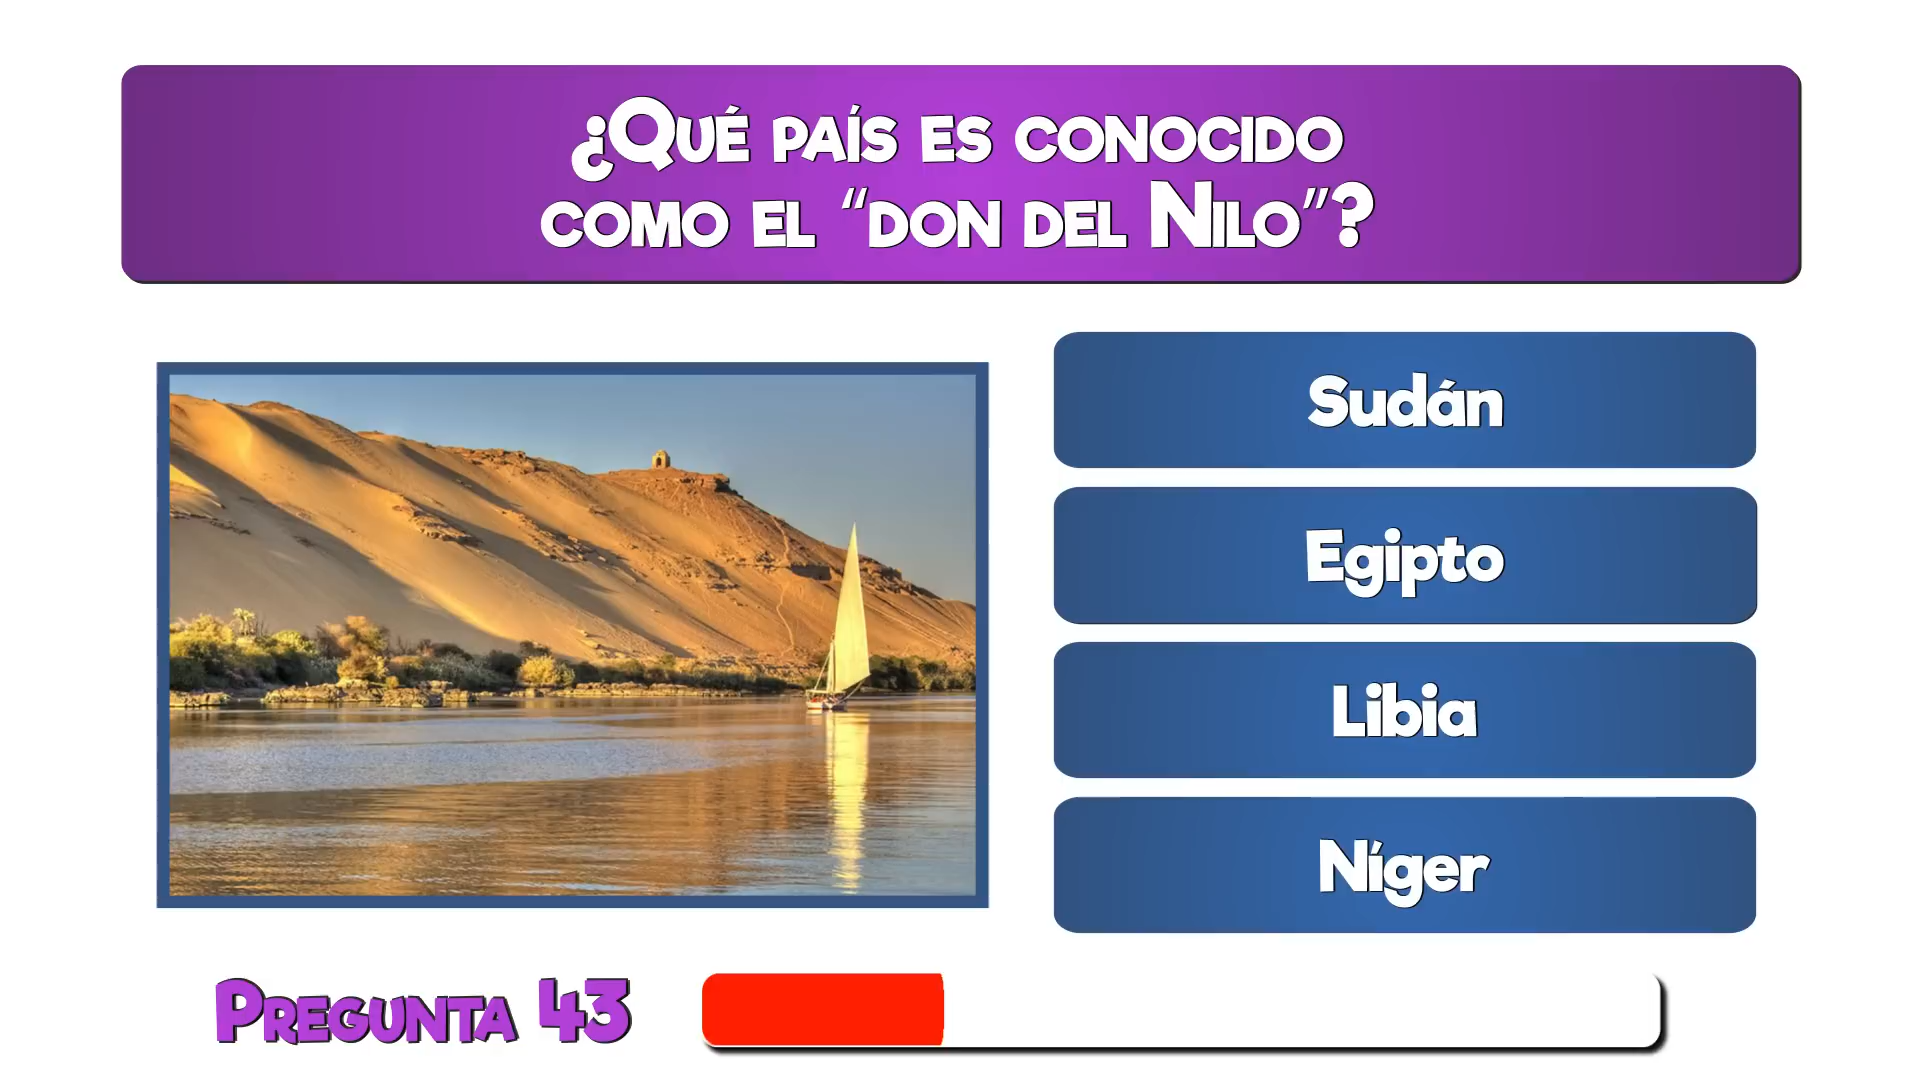 ¿Qué país es conocido
como el “don del Nilo”?
Sudán
Egipto
Libia
Níger
Pregunta 43